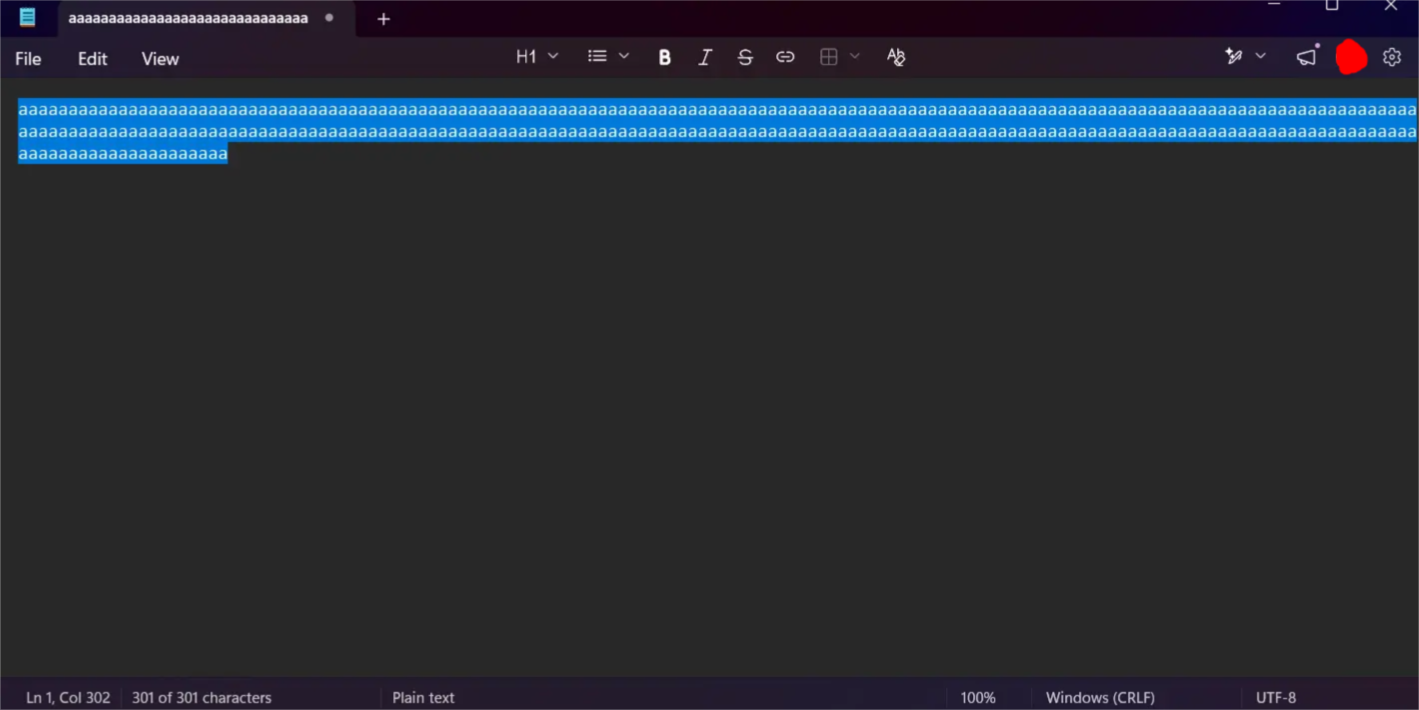 aaaaaaaaaaaaaaaaaaaaaaaaaaaaaa
File Edit View H1 B I S
aaaaaaaaaaaaaaaaaaaaaaaaaaaaaaaaaaaaaaaaaaaaaaaaaaaaaaaaaaaaaaaaaaaaaaaaaaaaaaaaaaaaaaaaaaaaaaaaaaaaaaaaaaaaaaaaaaaaaaaaaaaaaaaaaaaaaaaaaaaa
aaaaaaaaaaaaaaaaaaaaaaaaaaaaaaaaaaaaaaaaaaaaaaaaaaaaaaaaaaaaaaaaaaaaaaaaaaaaaaaaaaaaaaaaaaaaaaaaaaaaaaaaaaaaaaaaaaaaaaaaaaaaaaaaaaaaaaaaaaaa
aaaaaaaaaaaaaaaaaaaaa
Ln 1, Col 302 301 of 301 characters Plain text 100% Windows (CRLF) UTF-8